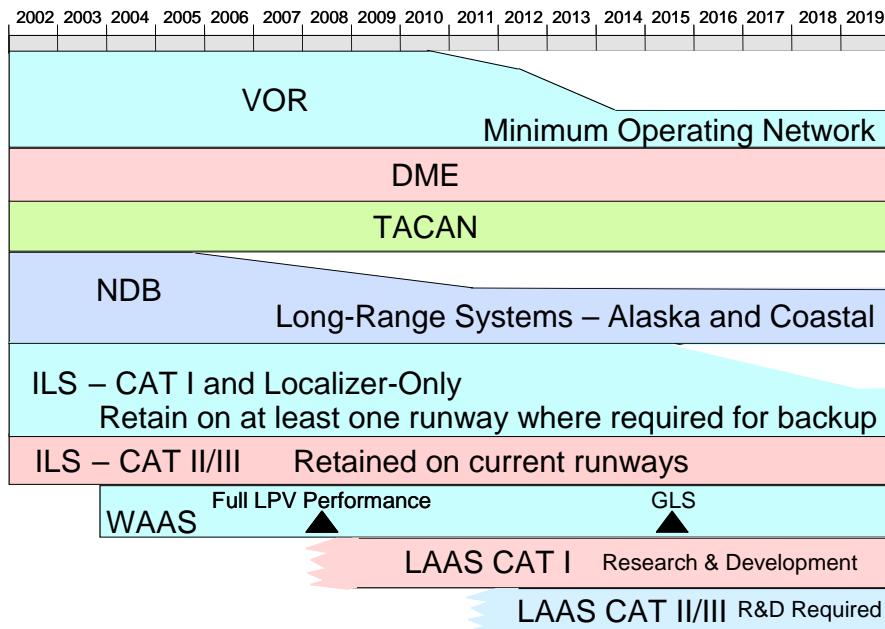 2002 2003 2004 2005 2006 2007 2008 2009 2010 2011 2012 2013 2014 2015 2016 2017 2018 2019
VOR
Minimum Operating Network
DME
TACAN
NDB
Long-Range Systems – Alaska and Coastal
ILS – CAT I and Localizer-Only
Retain on at least one runway where required for backup
ILS – CAT II/III Retained on current runways
Full LPV Performance GLS
WAAS
LAAS CAT I Research & Development
LAAS CAT II/III R&D Required